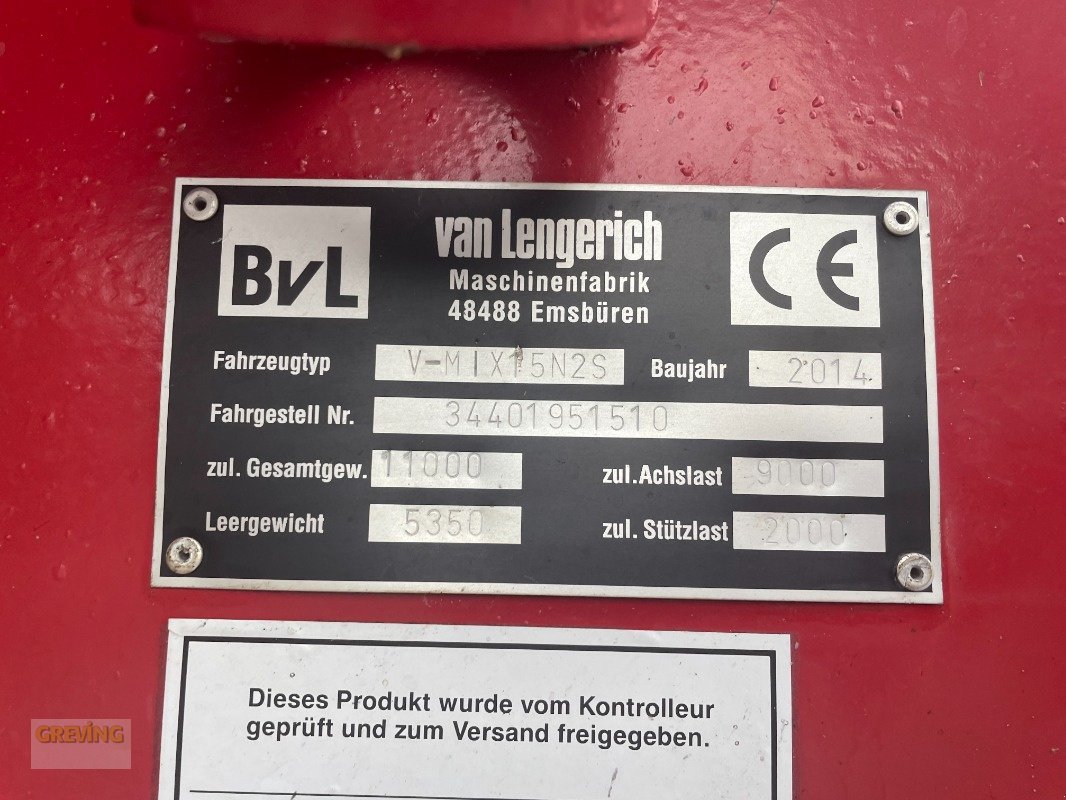 BvL
van Lengerich
Maschinenfabrik
48488 Emsbüren
CE
Fahrzeugtyp V-MIX15N2S Baujahr 2014
Fahrgestell Nr. 34401951510
zul. Gesamtgew. 11000 zul.Achslast 9000
Leergewicht 5350 zul. Stützlast 2000
Dieses Produkt wurde vom Kontrolleur
geprüft und zum Versand freigegeben.
GREVING